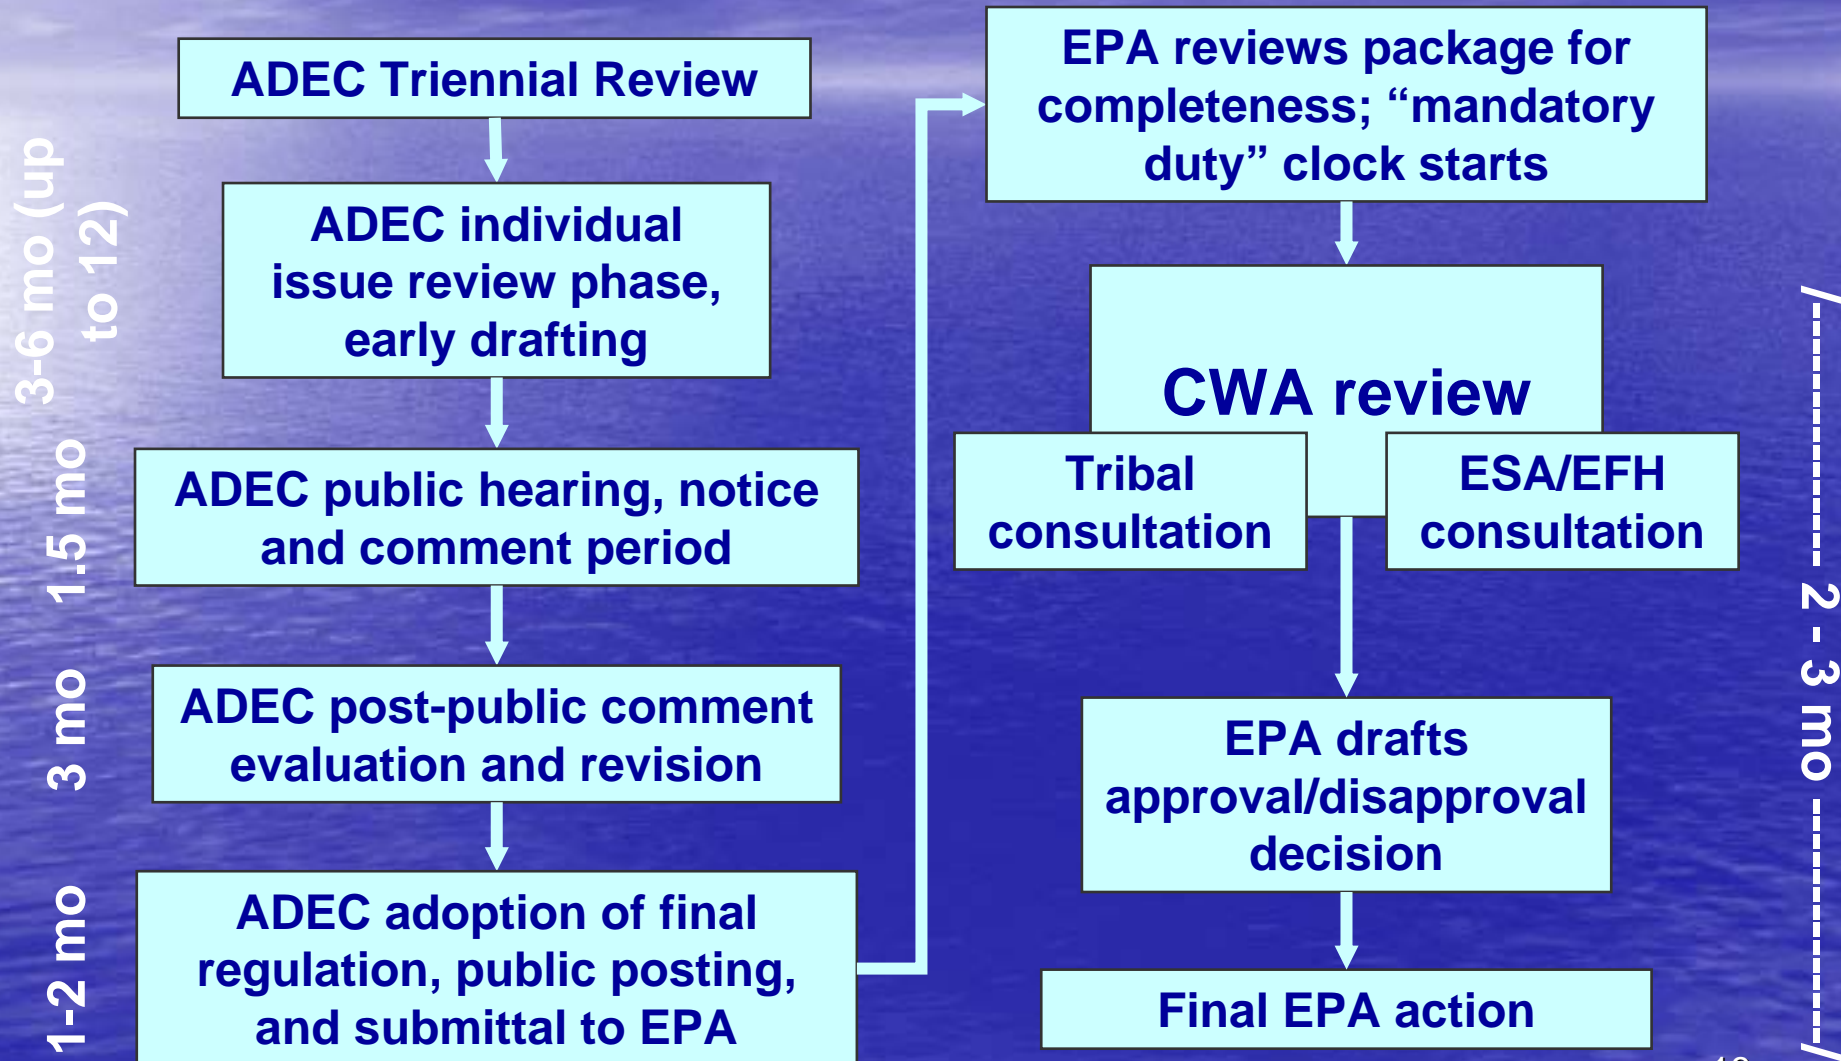 ADEC Triennial Review
3-6 mo (up
to 12)
ADEC individual
issue review phase,
early drafting
1.5 mo
ADEC public hearing, notice
and comment period
3 mo
ADEC post-public comment
evaluation and revision
1-2 mo
ADEC adoption of final
regulation, public posting,
and submittal to EPA
EPA reviews package for
completeness; “mandatory
duty” clock starts
CWA review
Tribal
consultation
ESA/EFH
consultation
EPA drafts
approval/disapproval
decision
Final EPA action
/------------- 2 - 3 mo -------------/